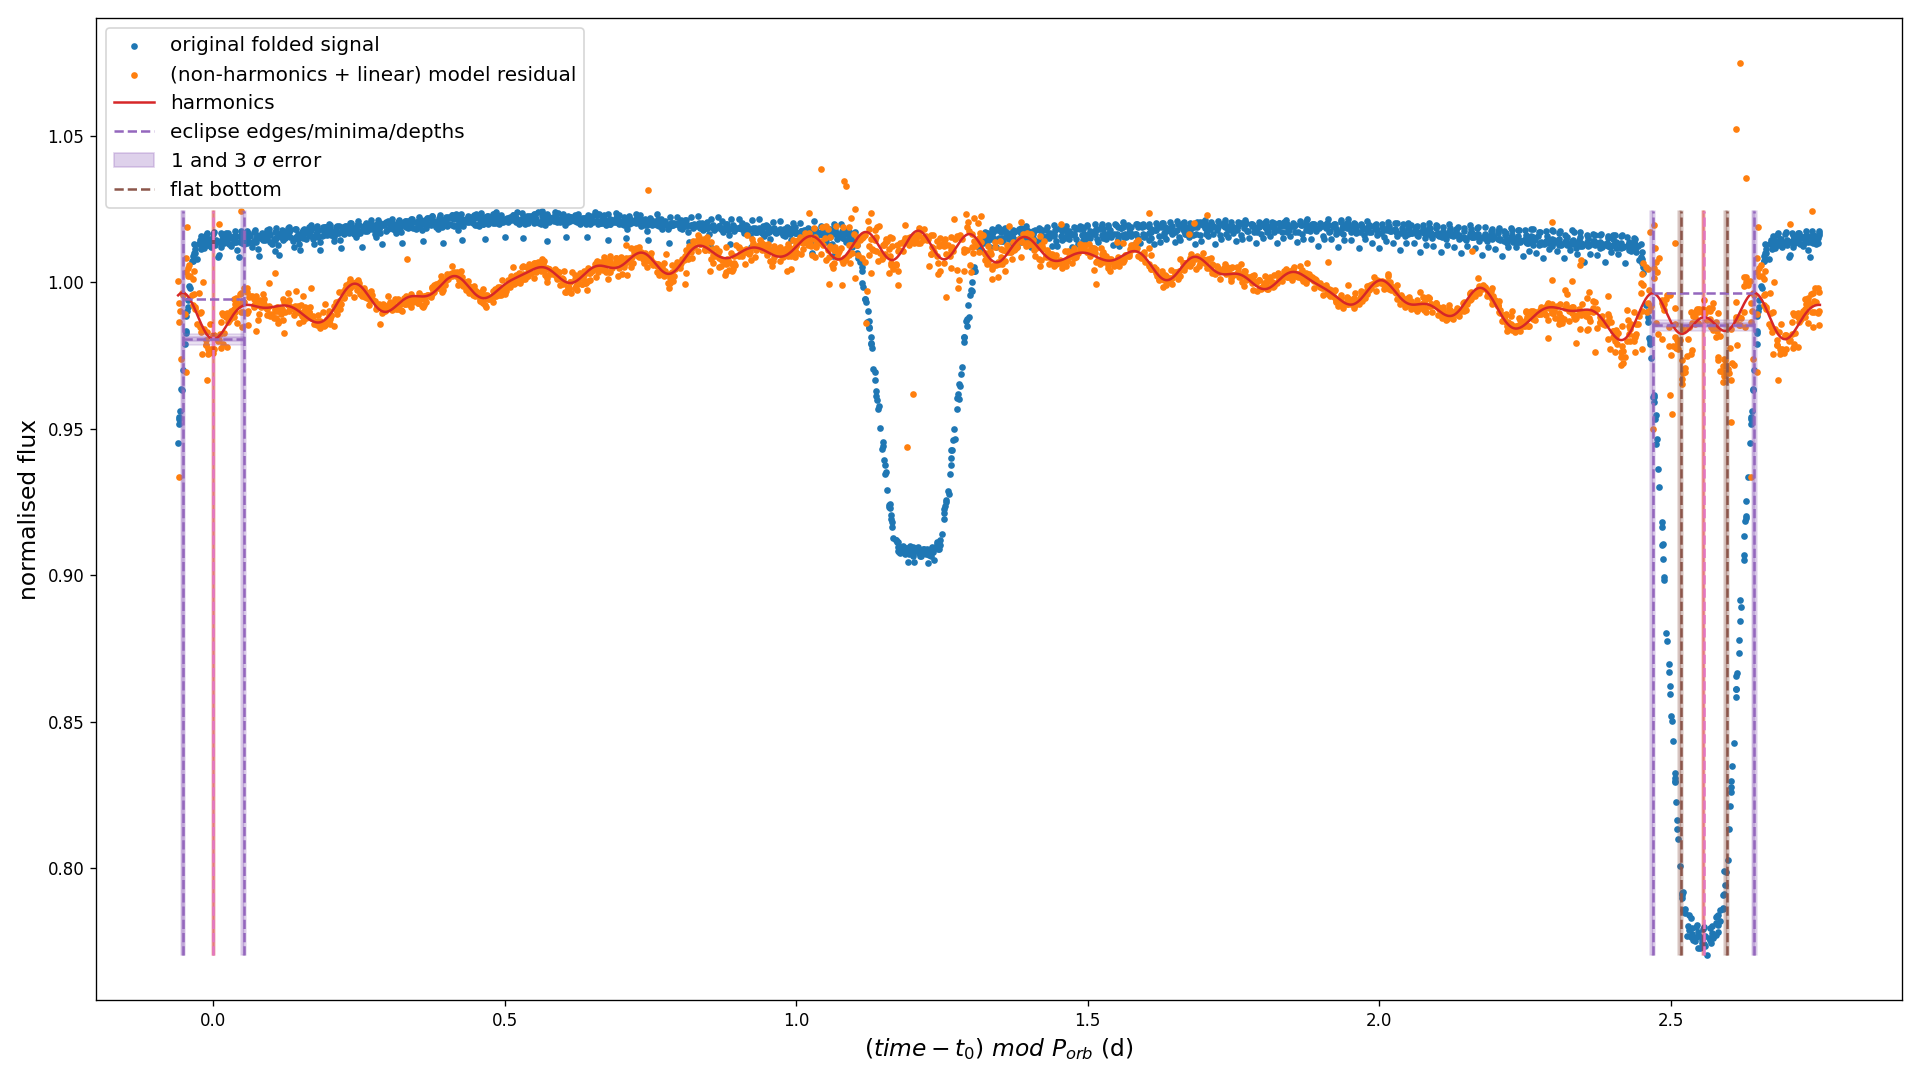 original folded signal
(non-harmonics + linear) model residual
harmonics
eclipse edges/minima/depths
1 and 3 σ error
flat bottom
1.05
1.00
0.95
0.90
0.85
0.80
normalised flux
0.0 0.5 1.0 1.5 2.0 2.5
(time − t₀) mod Pₒᵣb (d)